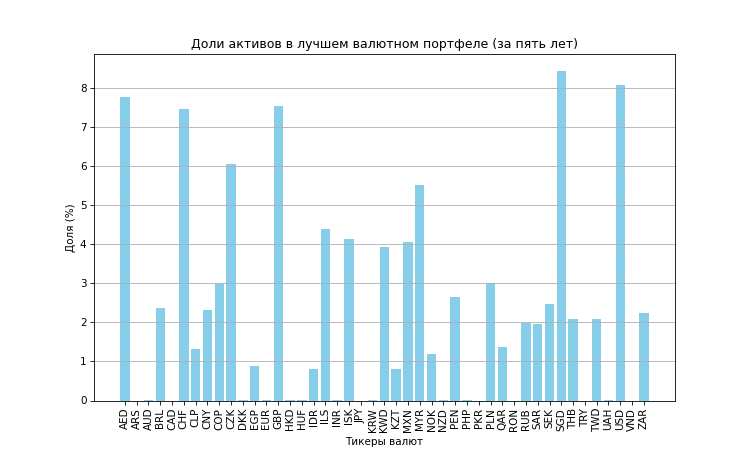 Доли активов в лучшем валютном портфеле (за пять лет)
Доля (%)
8
7
6
5
4
3
2
1
0
AED ARS AUD BRL CAD CHF CLP CNY COP CZK DKK EGP EUR GBP HKD HUF IDR ILS INR ISK JPY KRW KWD KZT MXN MYR NOK NZD PEN PHP PKR PLN QAR RON RUB SAR SEK SGD THB TRY TWD UAH USD VND ZAR
Тикеры валют